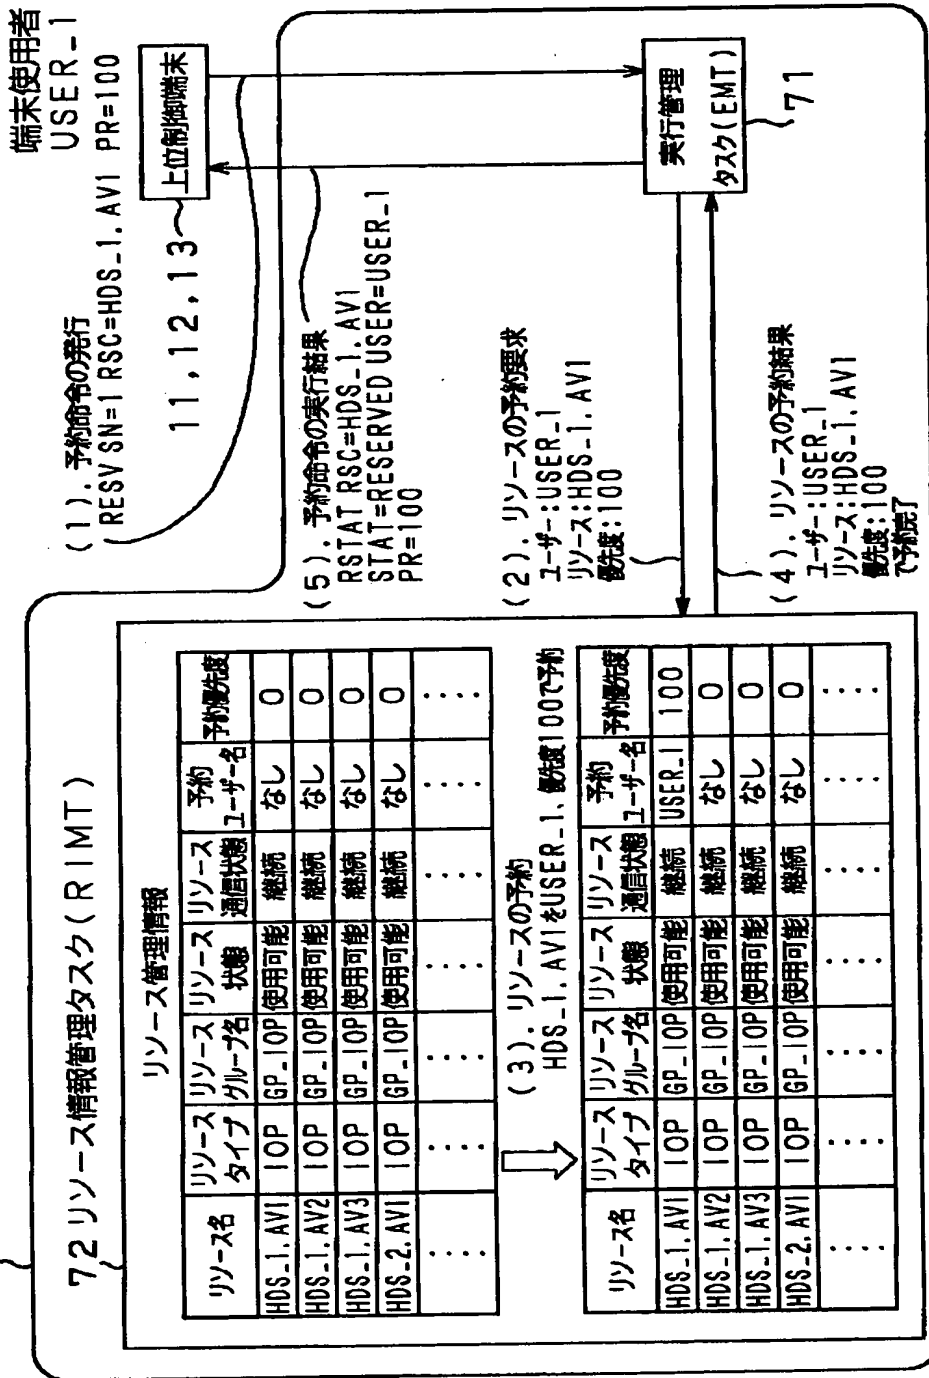 端末使用者
USER_1
(1). 予約命令の発行
RESV SN=1 RSC=HDS_1.AV1 PR=100
上位制御端末
11,12,13
(5). 予約命令の実行結果
RSTAT RSC=HDS_1.AV1
STAT=RESERVED USER=USER_1
PR=100
(2). リソースの予約要求
ユーザー:USER_1
リソース:HDS_1.AV1
優先度:100
実行管理
タスク(EMT)
71
(4). リソースの予約結果
ユーザー:USER_1
リソース:HDS_1.AV1
優先度:100
で予約完了
72 リソース情報管理タスク(RIMT)
リソース管理情報
リソース名 リソースタイプ リソースグループ名 リソース状態 リソース通信状態 予約ユーザー名 予約優先度
HDS_1.AV1 IOP GP_IOP 使用可能 継続 なし 0
HDS_1.AV2 IOP GP_IOP 使用可能 継続 なし 0
HDS_1.AV3 IOP GP_IOP 使用可能 継続 なし 0
HDS_2.AV1 IOP GP_IOP 使用可能 継続 なし 0
.... .... .... .... .... .... ....
(3). リソースの予約
HDS_1.AV1をUSER_1、優先度100で予約
リソース名 リソースタイプ リソースグループ名 リソース状態 リソース通信状態 予約ユーザー名 予約優先度
HDS_1.AV1 IOP GP_IOP 使用可能 継続 USER_1 100
HDS_1.AV2 IOP GP_IOP 使用可能 継続 なし 0
HDS_1.AV3 IOP GP_IOP 使用可能 継続 なし 0
HDS_2.AV1 IOP GP_IOP 使用可能 継続 なし 0
.... .... .... .... .... .... ....